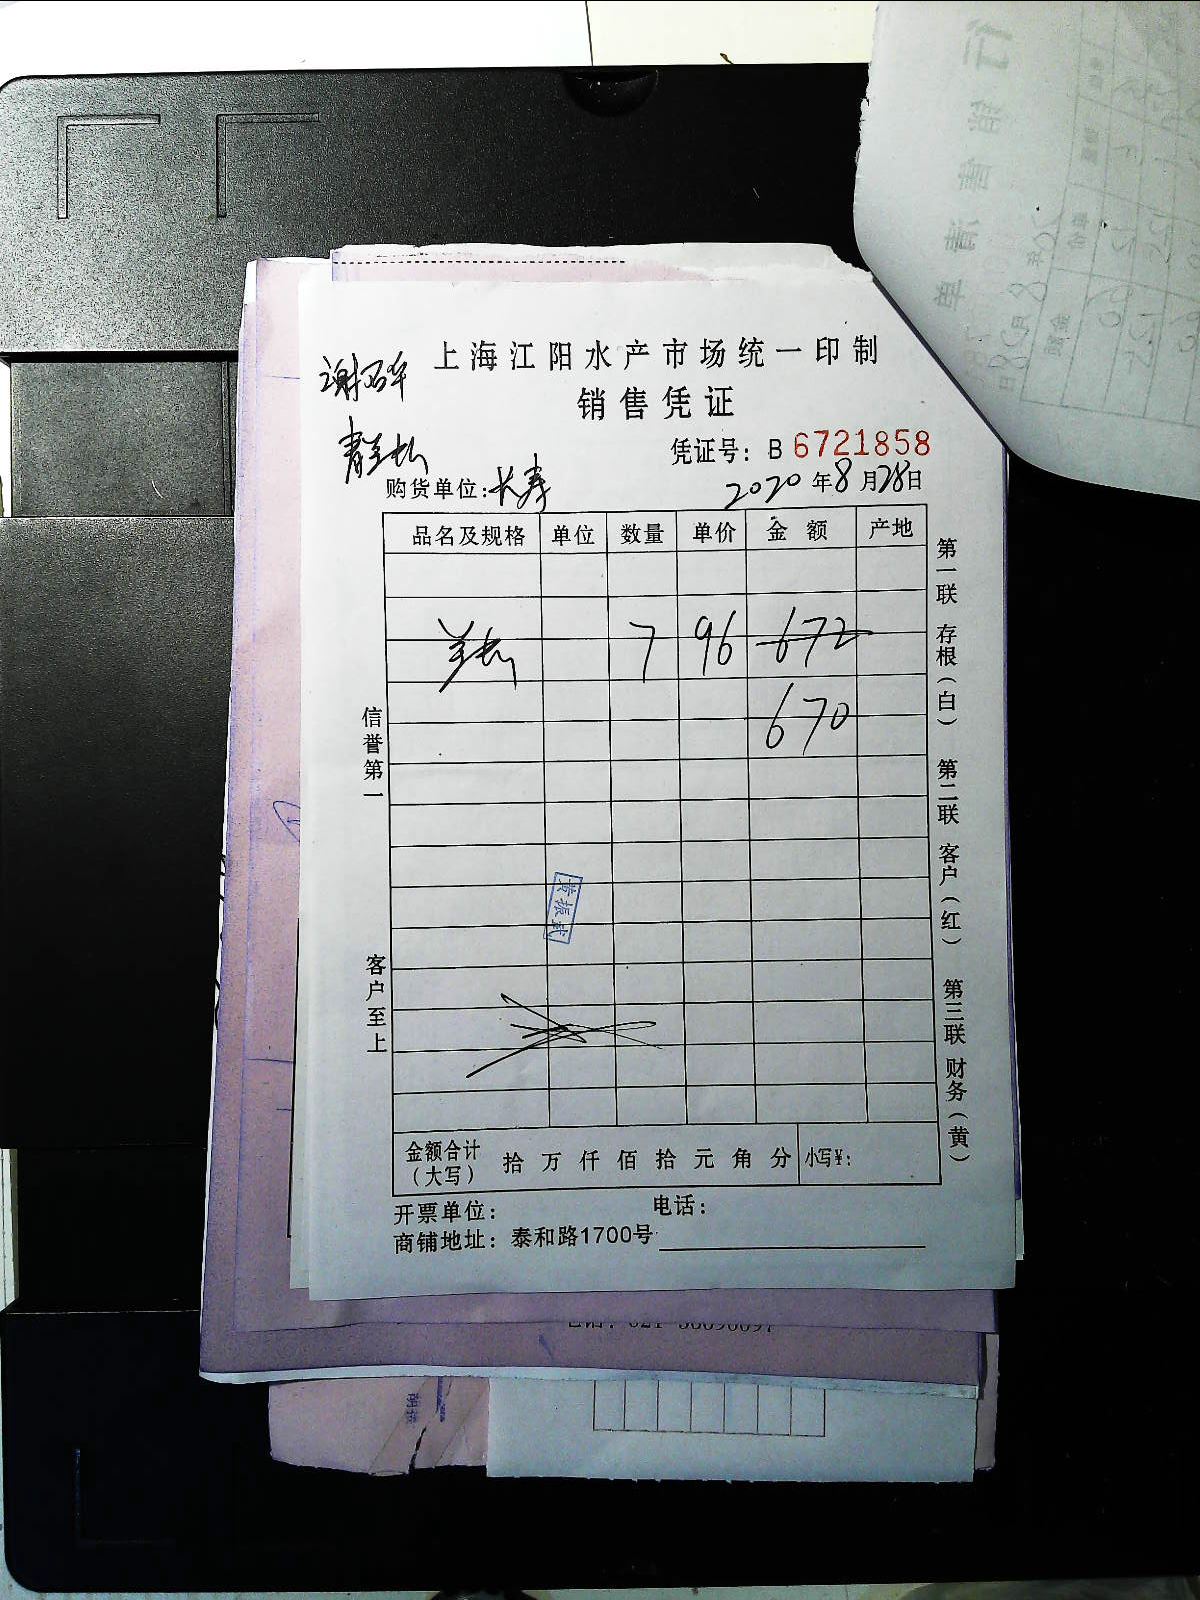 上海江阳水产市场统一印制
销售凭证
凭证号：B 6721858
购货单位：长寿
2020年8月28日
品名及规格 单位 数量 单价 金额 产地
7 96 672
670
信誉第一
客户至上
黄振武
第一联 存根（白） 第二联 客户（红） 第三联 财务（黄）
金额合计（大写） 拾 万 仟 佰 拾 元 角 分 小写¥：
开票单位： 电话：
商铺地址：泰和路1700号